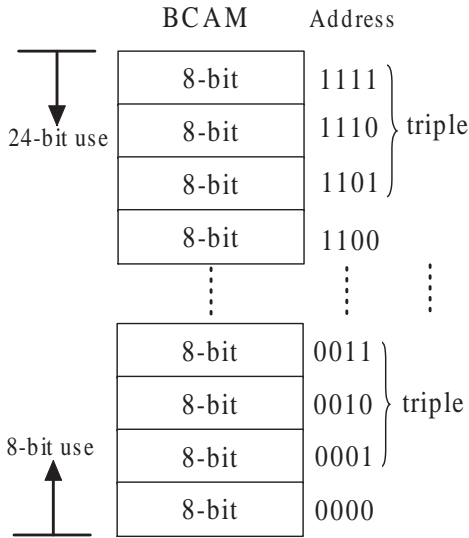 BCAM Address
8-bit 1111
24-bit use 8-bit 1110 triple
8-bit 1101
8-bit 1100
8-bit 0011
8-bit 0010 triple
8-bit use 8-bit 0001
8-bit 0000